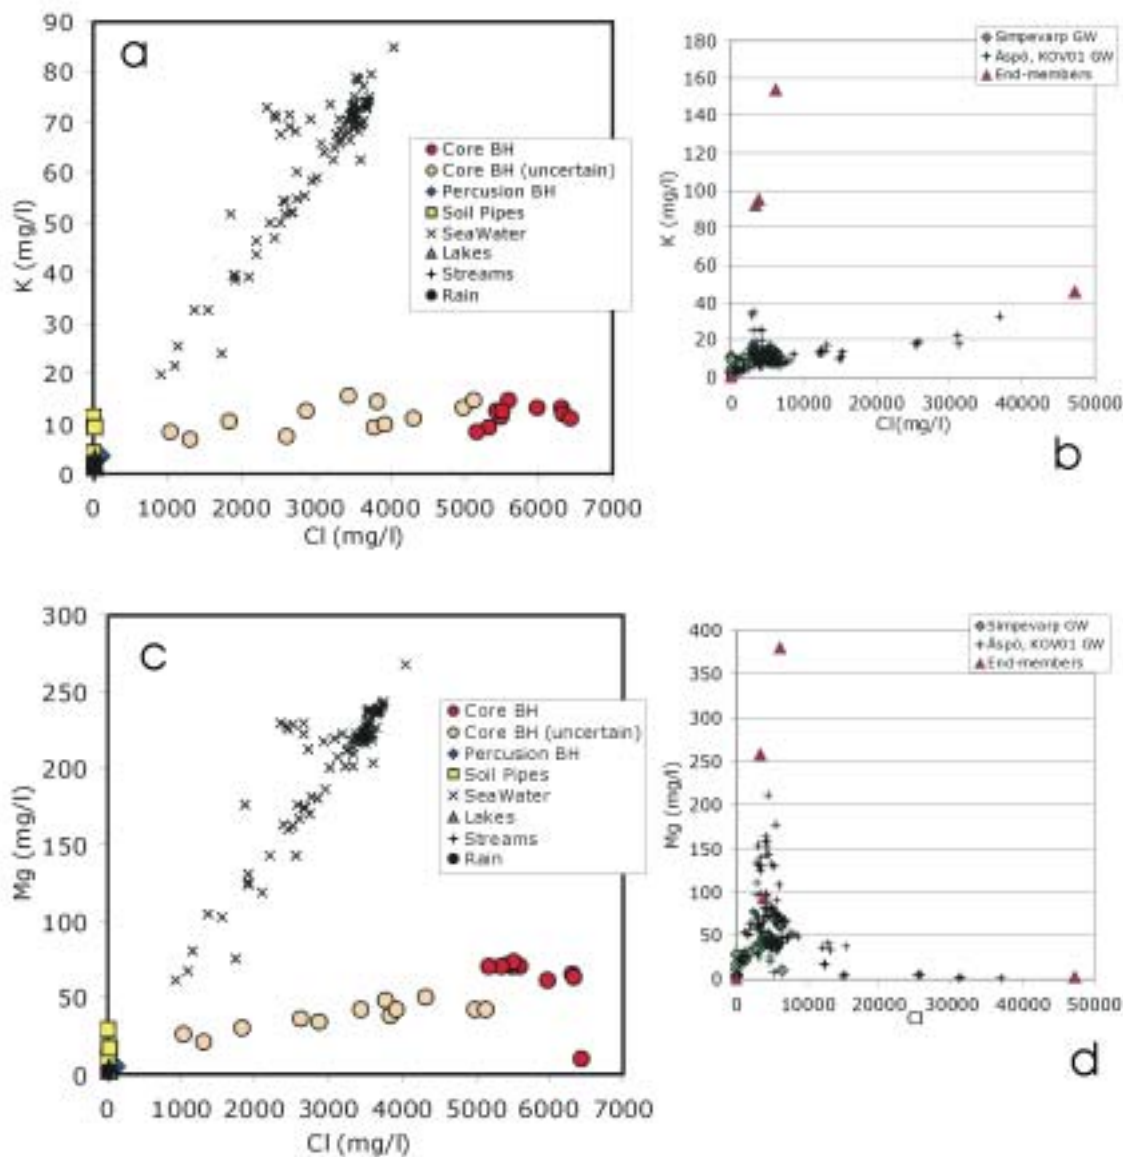 a
90
80
70
60
50
40
30
20
10
0
K (mg/l)
Core BH
Core BH (uncertain)
Percusion BH
Soil Pipes
SeaWater
Lakes
Streams
Rain
0 1000 2000 3000 4000 5000 6000 7000
Cl (mg/l)
Simpevarp GW
Äspö, KOV01 GW
End-members
180
160
140
120
100
80
60
40
20
0
K (mg/l)
0 10000 20000 30000 40000 50000
Cl(mg/l)
b
c
300
250
200
150
100
50
0
Mg (mg/l)
Core BH
Core BH (uncertain)
Percusion BH
Soil Pipes
SeaWater
Lakes
Streams
Rain
0 1000 2000 3000 4000 5000 6000 7000
Cl (mg/l)
Simpevarp GW
Äspö, KOV01 GW
End-members
400
350
300
250
200
150
100
50
0
Mg (mg/l)
0 10000 20000 30000 40000 50000
Cl
d